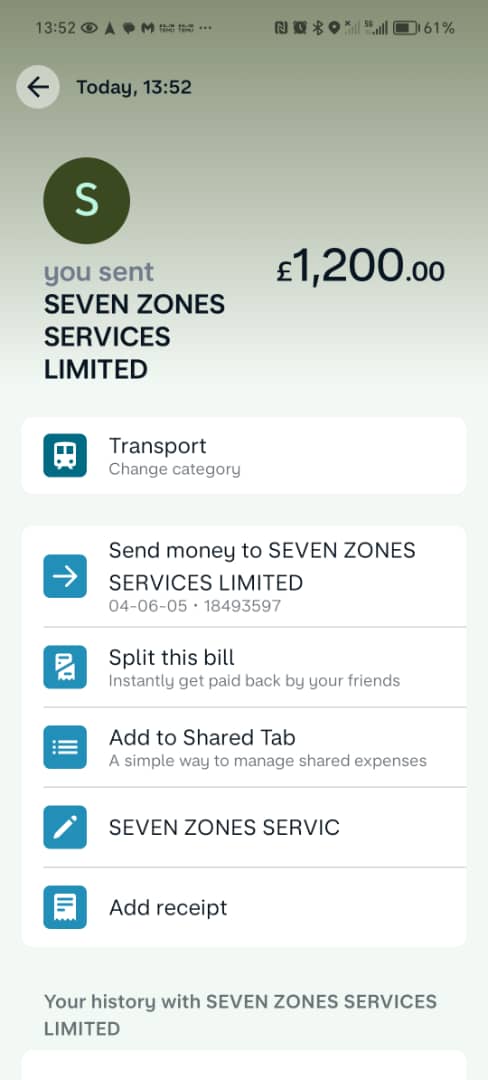 13:52
61%
Today, 13:52
S
you sent
£1,200.00
SEVEN ZONES
SERVICES
LIMITED
Transport
Change category
Send money to SEVEN ZONES
SERVICES LIMITED
04-06-05 • 18493597
Split this bill
Instantly get paid back by your friends
Add to Shared Tab
A simple way to manage shared expenses
SEVEN ZONES SERVIC
Add receipt
Your history with SEVEN ZONES SERVICES
LIMITED